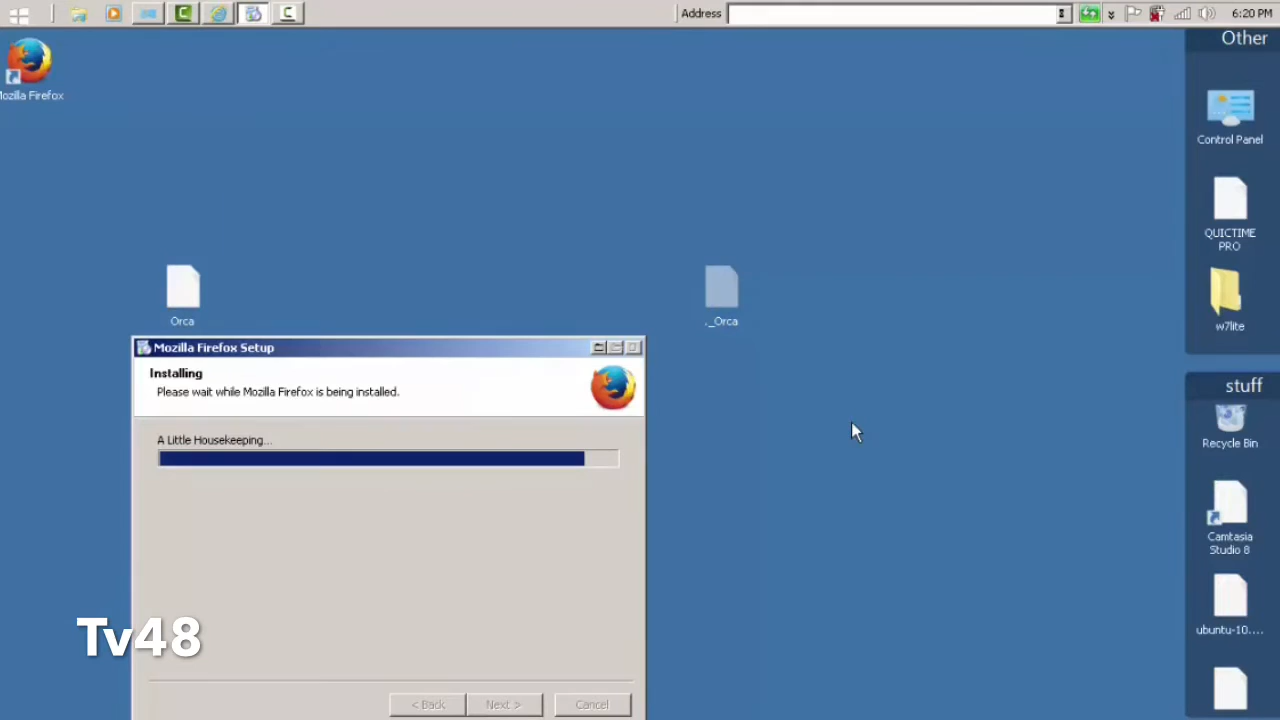 Address
6:20 PM
Mozilla Firefox
Other
Control Panel
QUICTIME
PRO
w7lite
Orca
._Orca
Mozilla Firefox Setup
Installing
Please wait while Mozilla Firefox is being installed.
A Little Housekeeping...
stuff
Recycle Bin
Camtasia
Studio 8
ubuntu-10....
Tv48
< Back
Next >
Cancel